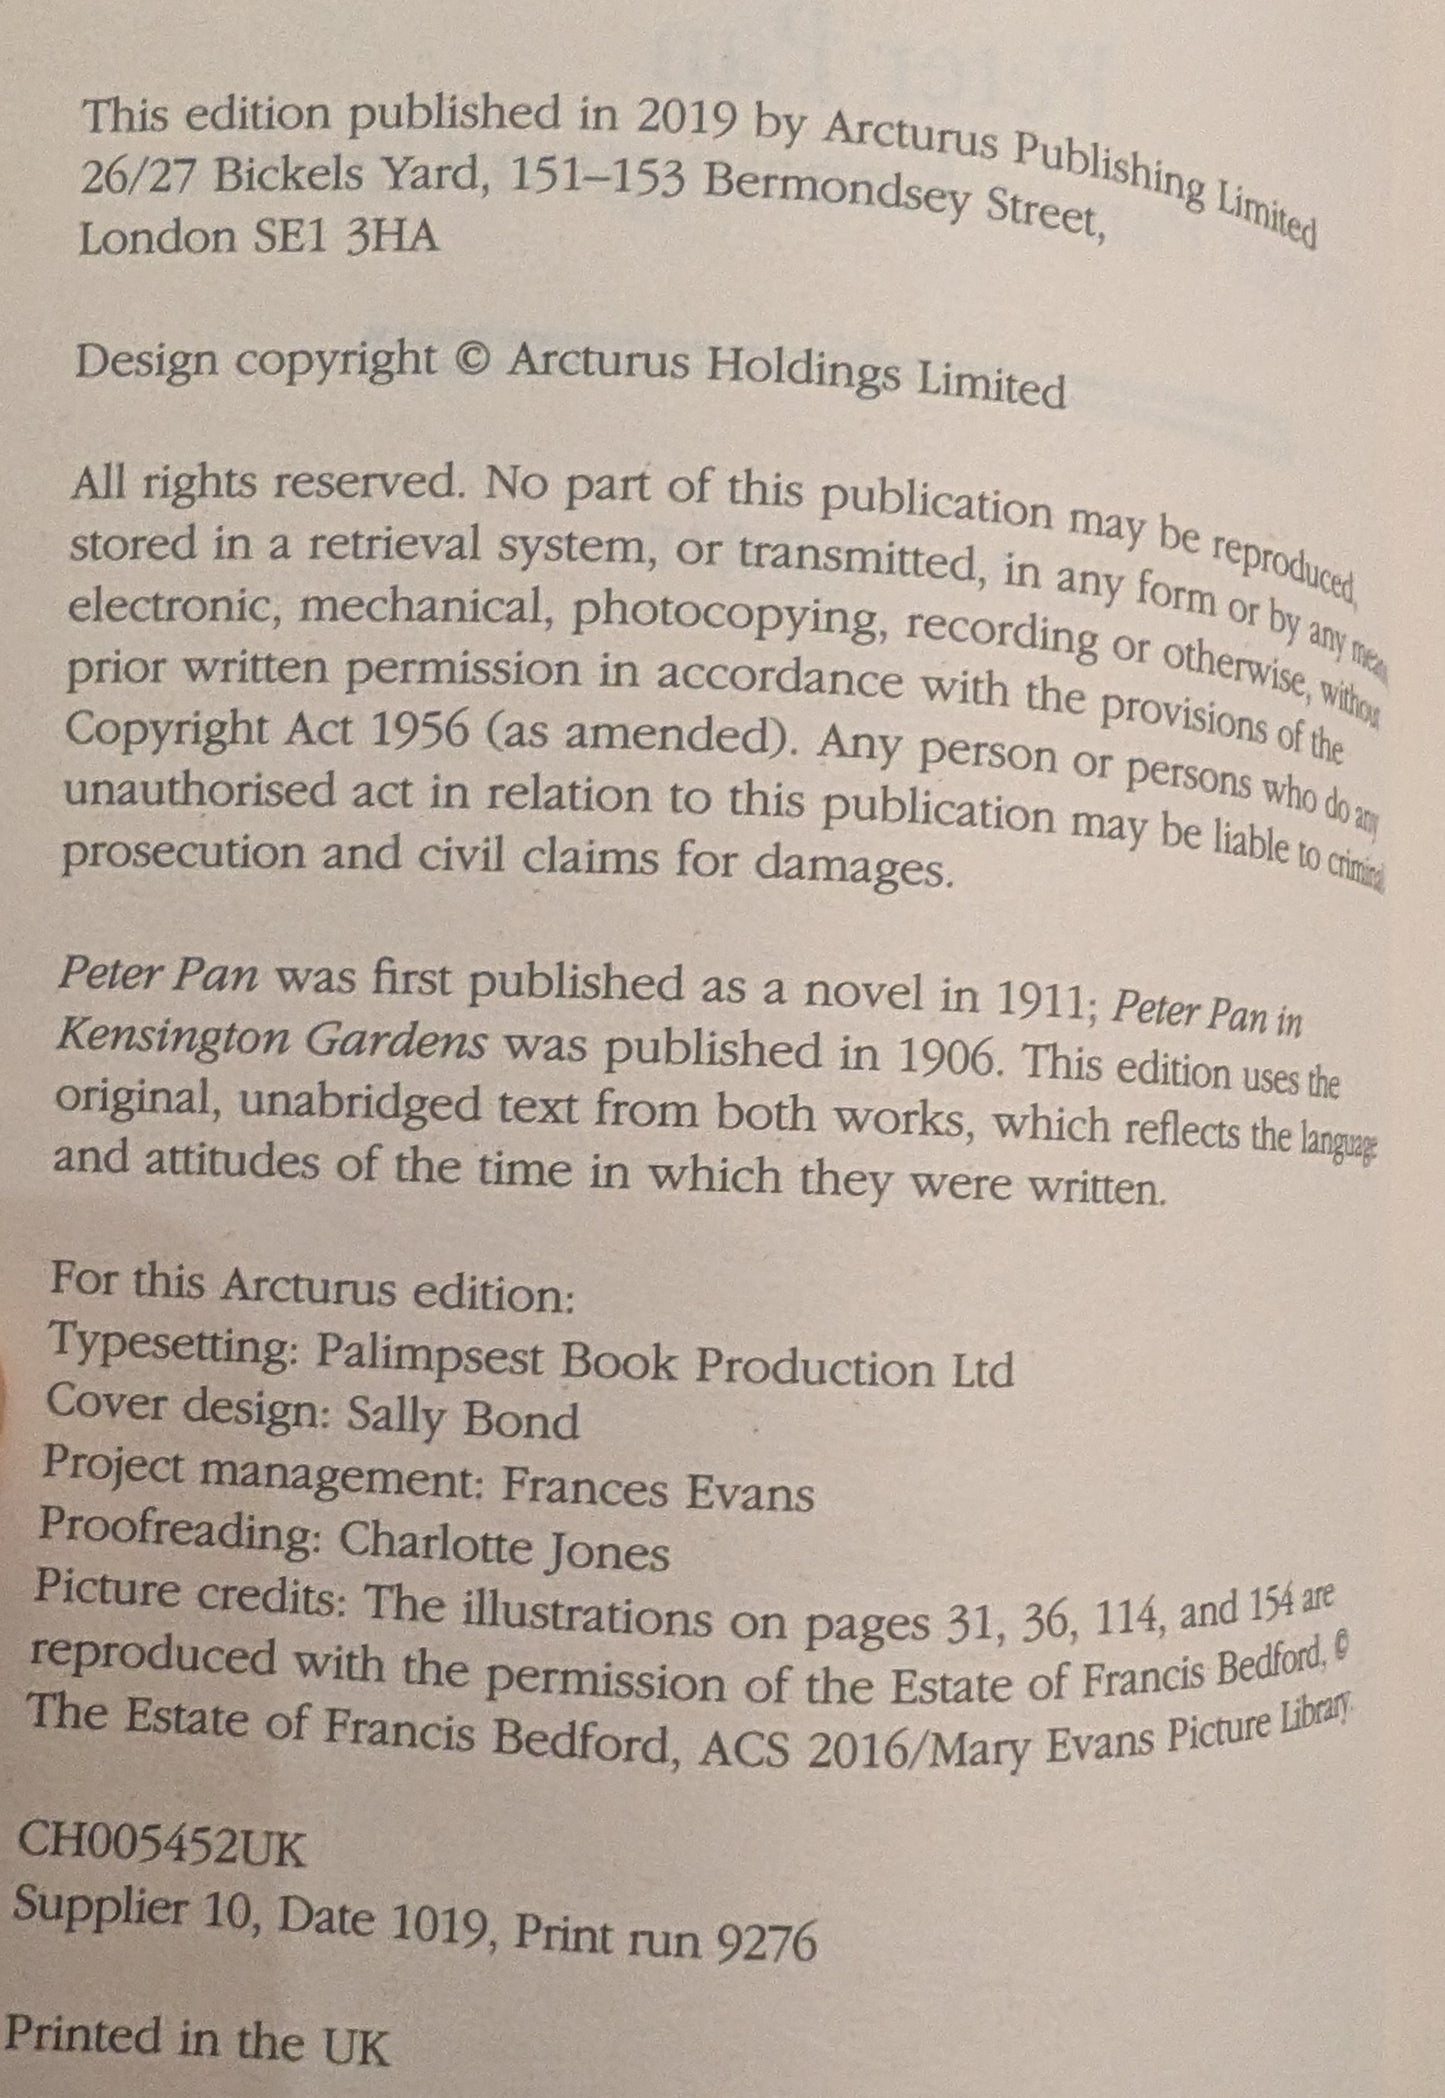 This edition published in 2019 by Arcturus Publishing Limited
26/27 Bickels Yard, 151–153 Bermondsey Street,
London SE1 3HA
Design copyright © Arcturus Holdings Limited
All rights reserved. No part of this publication may be reproduced,
stored in a retrieval system, or transmitted, in any form or by any
electronic, mechanical, photocopying, recording or otherwise, without
prior written permission in accordance with the provisions of the
Copyright Act 1956 (as amended). Any person or persons who do any
unauthorised act in relation to this publication may be liable to criminal
prosecution and civil claims for damages.
Peter Pan was first published as a novel in 1911; Peter Pan in
Kensington Gardens was published in 1906. This edition uses the
original, unabridged text from both works, which reflects the language
and attitudes of the time in which they were written.
For this Arcturus edition:
Typesetting: Palimpsest Book Production Ltd
Cover design: Sally Bond
Project management: Frances Evans
Proofreading: Charlotte Jones
Picture credits: The illustrations on pages 31, 36, 114, and 154 are
reproduced with the permission of the Estate of Francis Bedford, ©
The Estate of Francis Bedford, ACS 2016/Mary Evans Picture Library.
CH005452UK
Supplier 10, Date 1019, Print run 9276
Printed in the UK